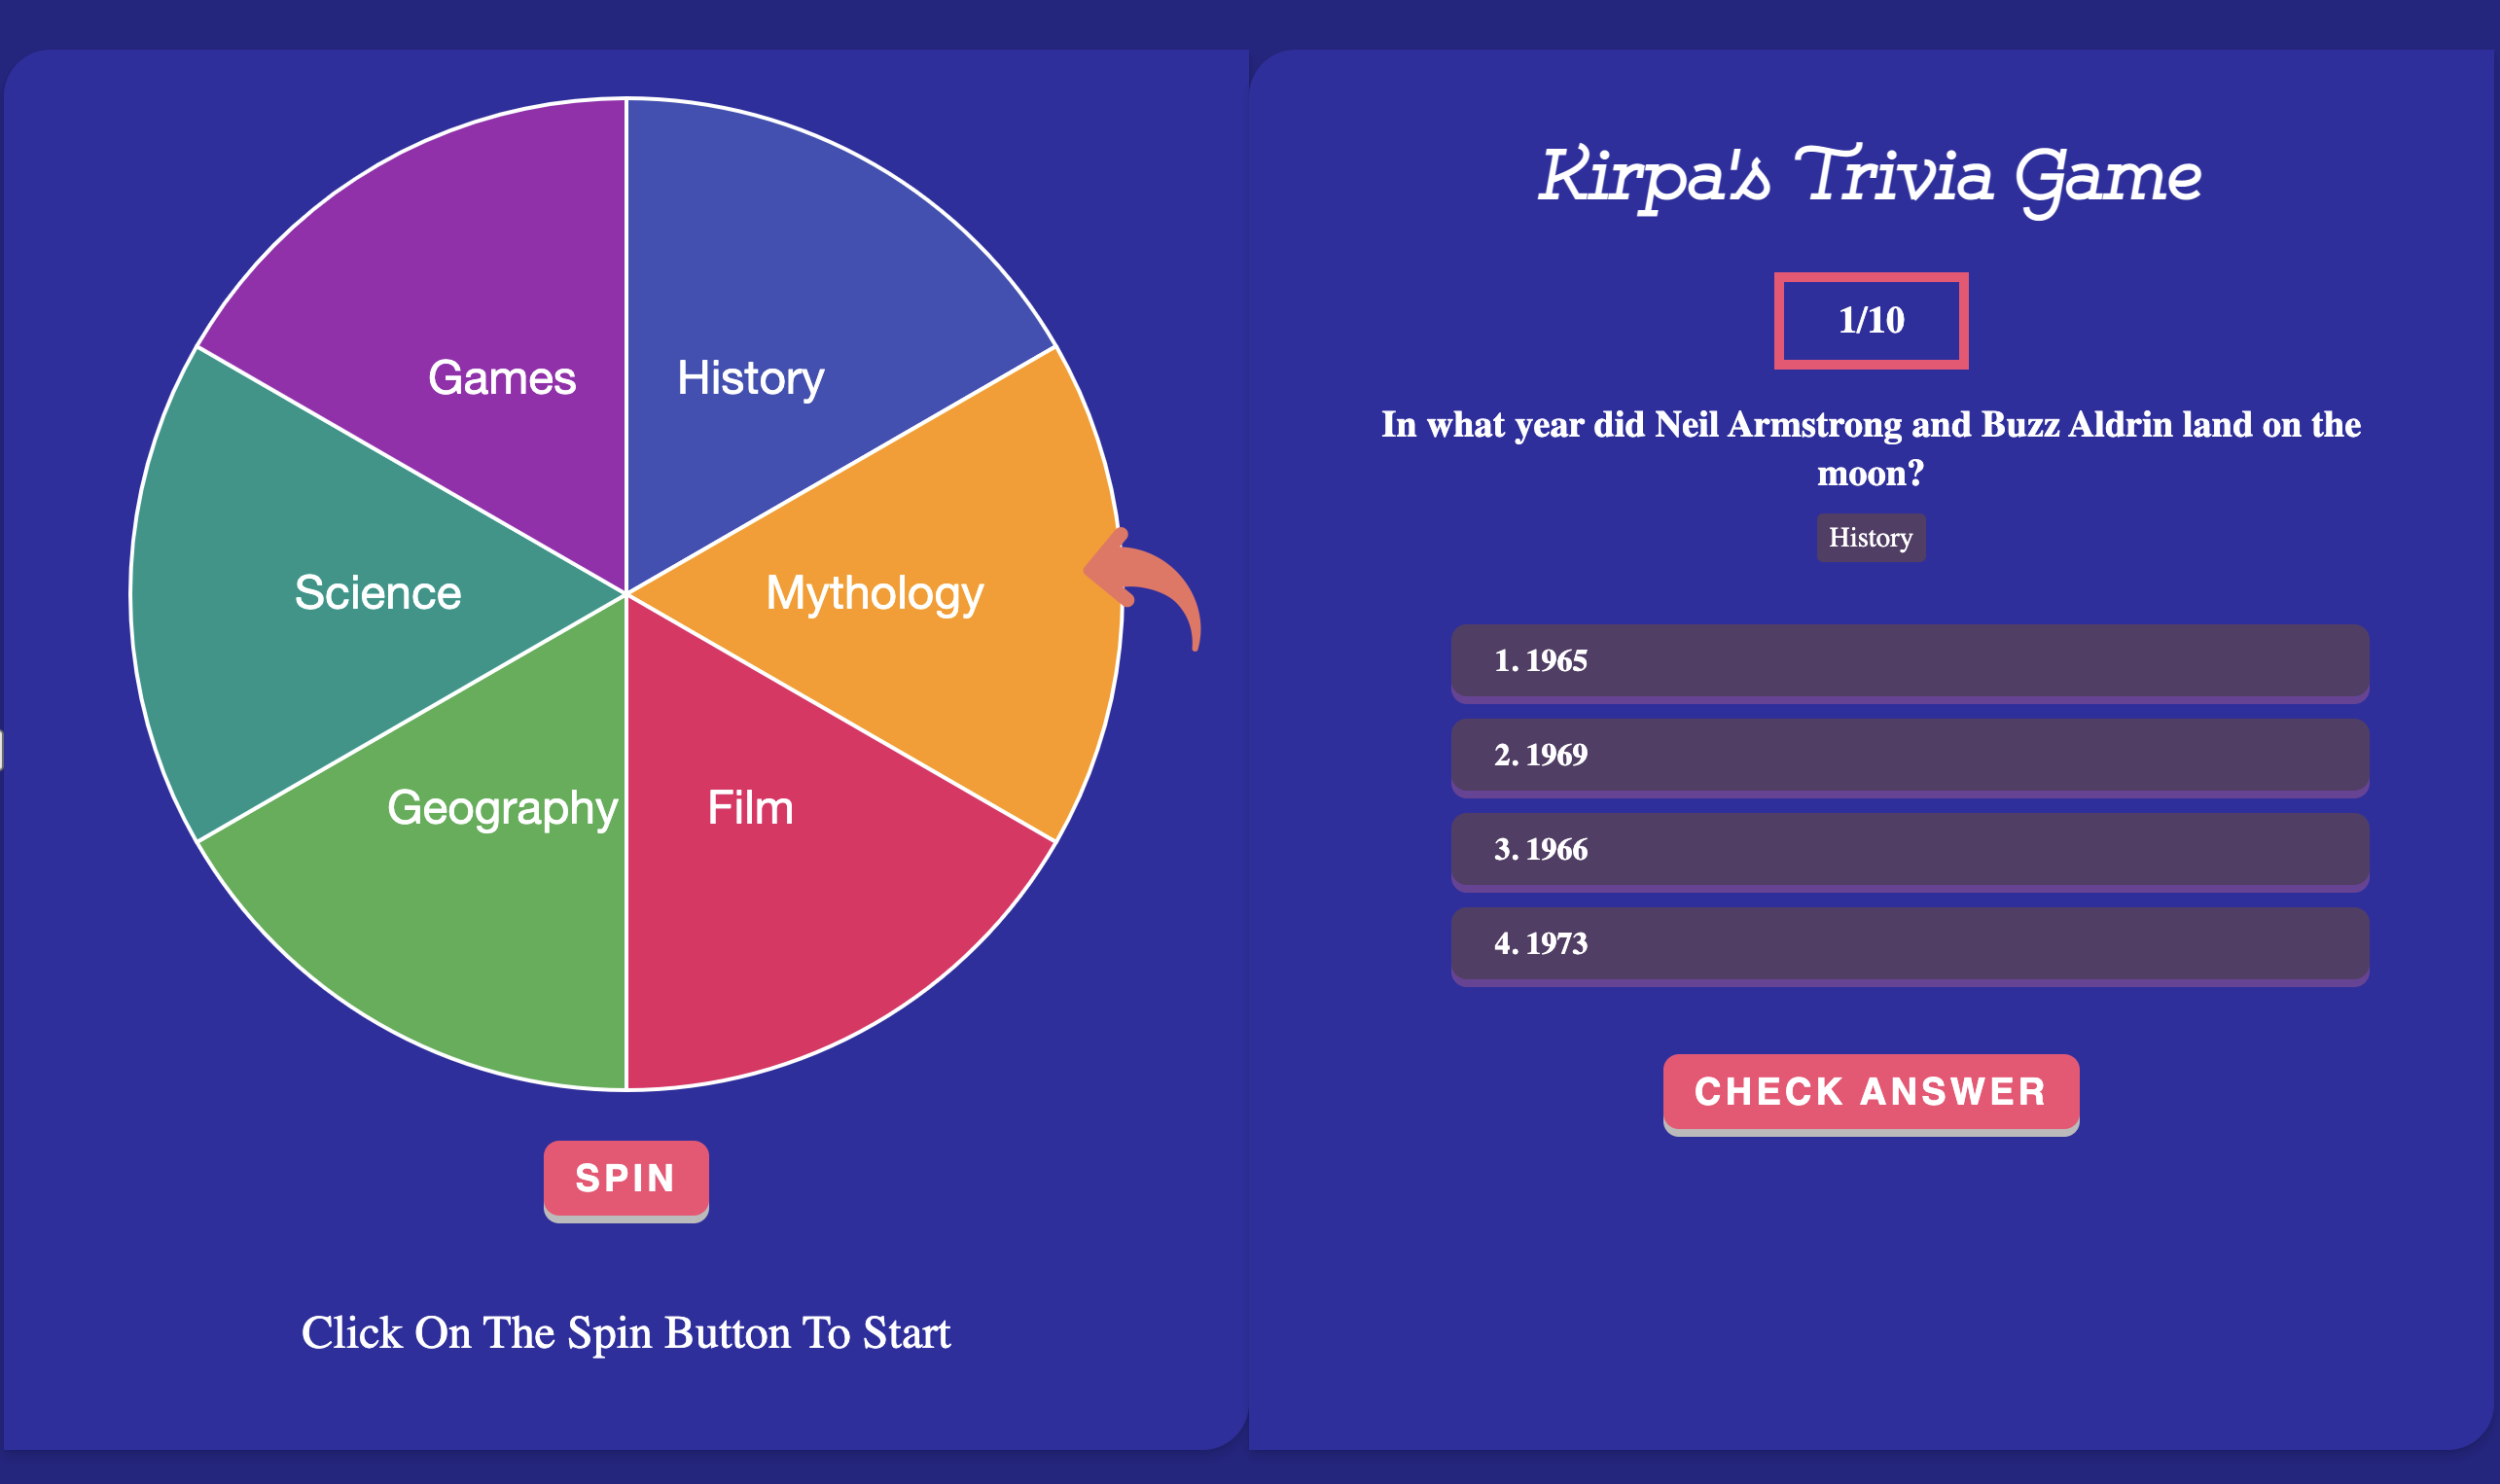 Games
History
Science
Mythology
Geography
Film
SPIN
Click On The Spin Button To Start
Kirpa's Trivia Game
1/10
In what year did Neil Armstrong and Buzz Aldrin land on the
moon?
History
1. 1965
2. 1969
3. 1966
4. 1973
CHECK ANSWER